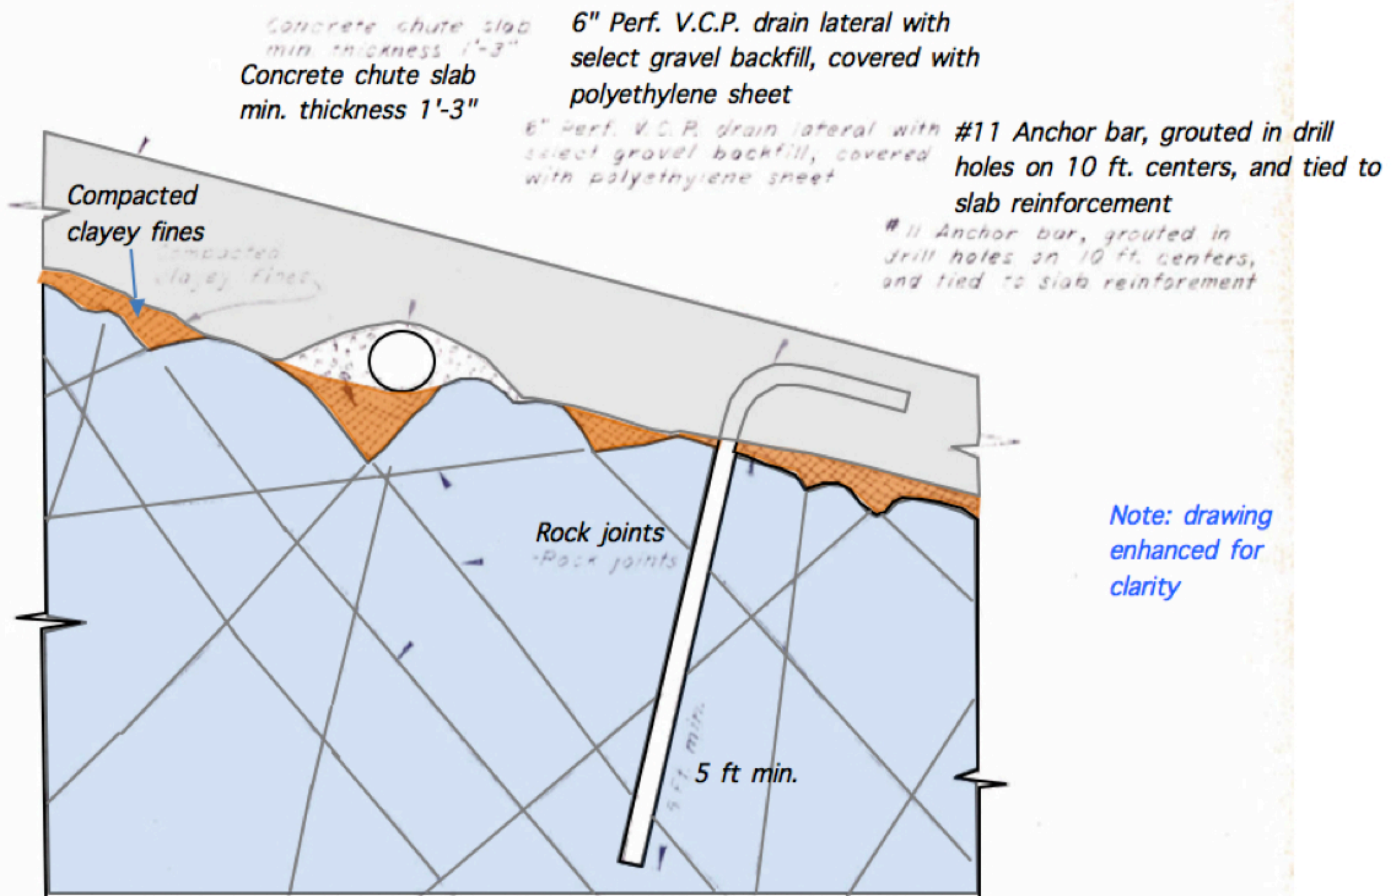 Concrete chute slab
min. thickness 1'-3"
Concrete chute slab
min. thickness 1'-3"
6" Perf. V.C.P. drain lateral with
select gravel backfill, covered with
polyethylene sheet
6" Perf. V.C.P. drain lateral with
select gravel backfill, covered
with polyethylene sheet
#11 Anchor bar, grouted in drill
holes on 10 ft. centers, and tied to
slab reinforcement
#11 Anchor bar, grouted in
drill holes on 10 ft. centers,
and tied to slab reinforement
Compacted
clayey fines
Compacted
clayey fines
Rock joints
Rock joints
Note: drawing
enhanced for
clarity
5 ft min.
ft. min.